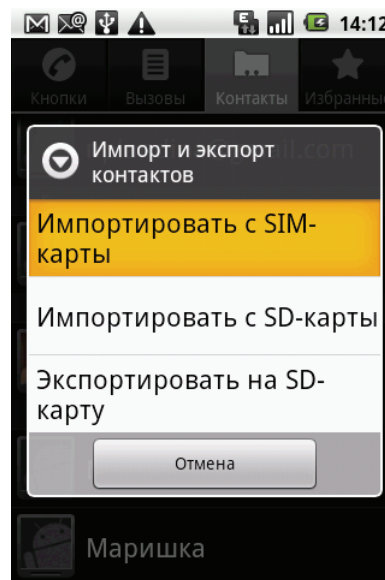 14:12
Кнопки Вызовы Контакты Избранны
Импорт и экспорт
контактов
Импортировать с SIM-
карты
Импортировать с SD-карты
Экспортировать на SD-
карту
Отмена
Маришка